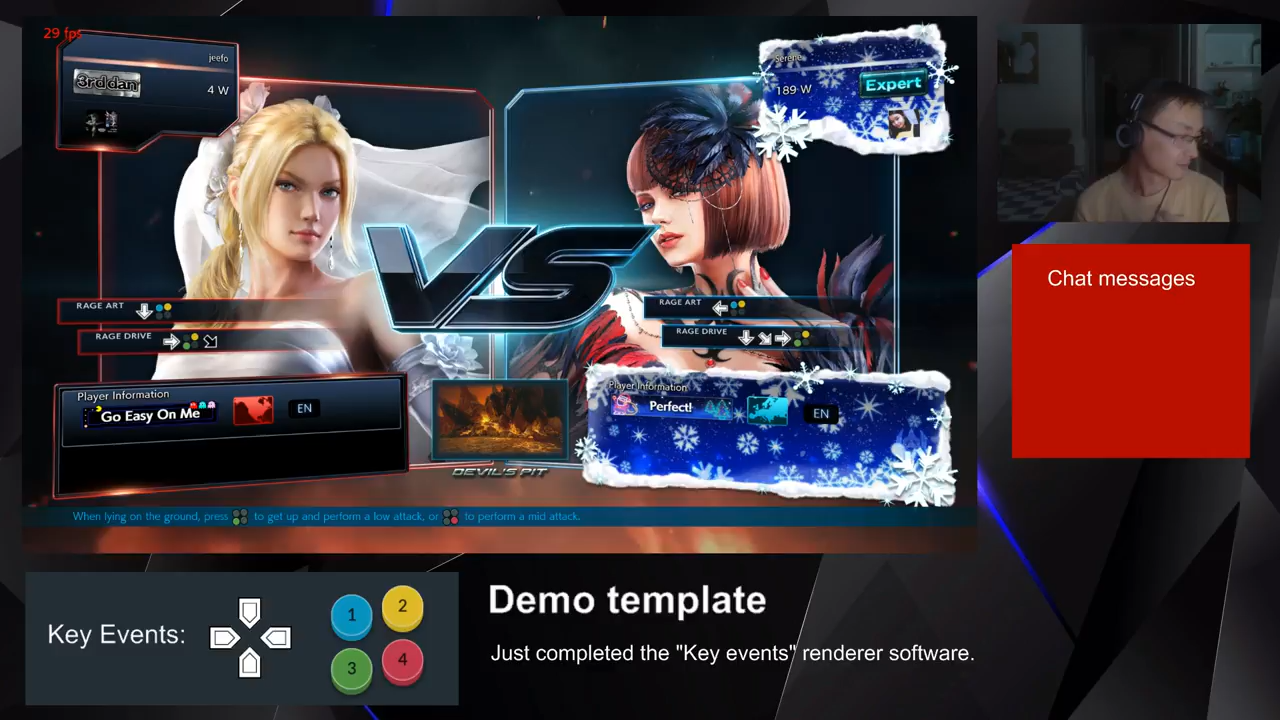 29 fps
jeefo
3rd dan
4 W
Serene
189 W
Expert
VS
RAGE ART
RAGE DRIVE
RAGE ART
RAGE DRIVE
Player Information
Go Easy On Me
EN
Player Information
Perfect!
EN
DEVIL'S PIT
When lying on the ground, press to get up and perform a low attack, or to perform a mid attack.
Chat messages
Key Events:
1
2
3
4
Demo template
Just completed the "Key events" renderer software.